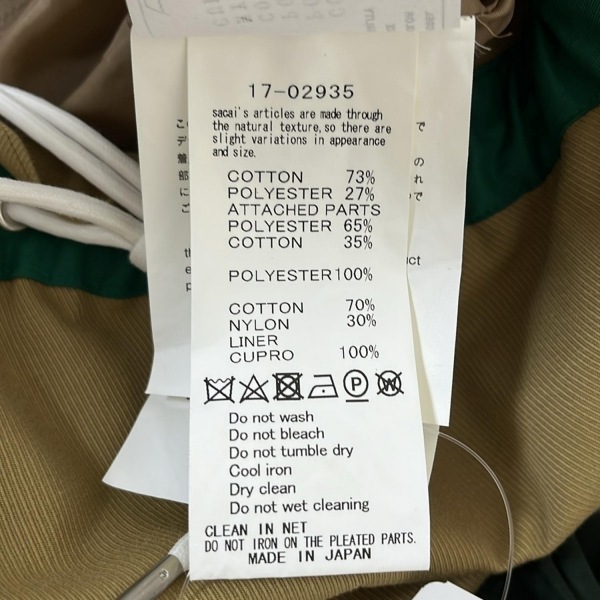 17-02935
sacai's articles are made through
the natural texture, so there are
slight variations in appearance
and size.
COTTON 73%
POLYESTER 27%
ATTACHED PARTS
POLYESTER 65%
COTTON 35%
POLYESTER 100%
COTTON 70%
NYLON 30%
LINER
CUPRO 100%
P
W
Do not wash
Do not bleach
Do not tumble dry
Cool iron
Dry clean
Do not wet cleaning
CLEAN IN NET
DO NOT IRON ON THE PLEATED PARTS.
MADE IN JAPAN